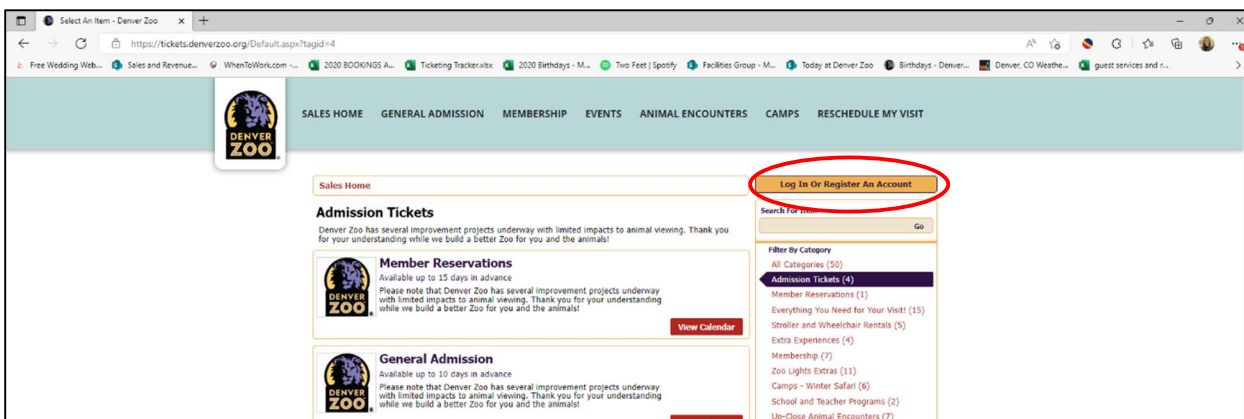 Select An Item - Denver Zoo
https://tickets.denverzoo.org/Default.aspx?tagid=4
Free Wedding Web... Sales and Revenue... WhenToWork.com -... 2020 BOOKINGS A... Ticketing Tracker.xlsx 2020 Birthdays - M... Two Feet | Spotify Facilities Group - M... Today at Denver Zoo Birthdays - Denver... Denver, CO Weathe... guest services and r...
DENVER
ZOO
SALES HOME GENERAL ADMISSION MEMBERSHIP EVENTS ANIMAL ENCOUNTERS CAMPS RESCHEDULE MY VISIT
Sales Home
Log In Or Register An Account
Admission Tickets
Denver Zoo has several improvement projects underway with limited impacts to animal viewing. Thank you
for your understanding while we build a better Zoo for you and the animals!
DENVER
ZOO
Member Reservations
Available up to 15 days in advance
Please note that Denver Zoo has several improvement projects underway
with limited impacts to animal viewing. Thank you for your understanding
while we build a better Zoo for you and the animals!
View Calendar
DENVER
ZOO
General Admission
Available up to 10 days in advance
Please note that Denver Zoo has several improvement projects underway
with limited impacts to animal viewing. Thank you for your understanding
while we build a better Zoo for you and the animals!
Search For Item
Go
Filter By Category
All Categories (50)
Admission Tickets (4)
Member Reservations (1)
Everything You Need for Your Visit! (15)
Stroller and Wheelchair Rentals (5)
Extra Experiences (4)
Membership (7)
Zoo Lights Extras (11)
Camps - Winter Safari (6)
School and Teacher Programs (2)
Up-Close Animal Encounters (7)